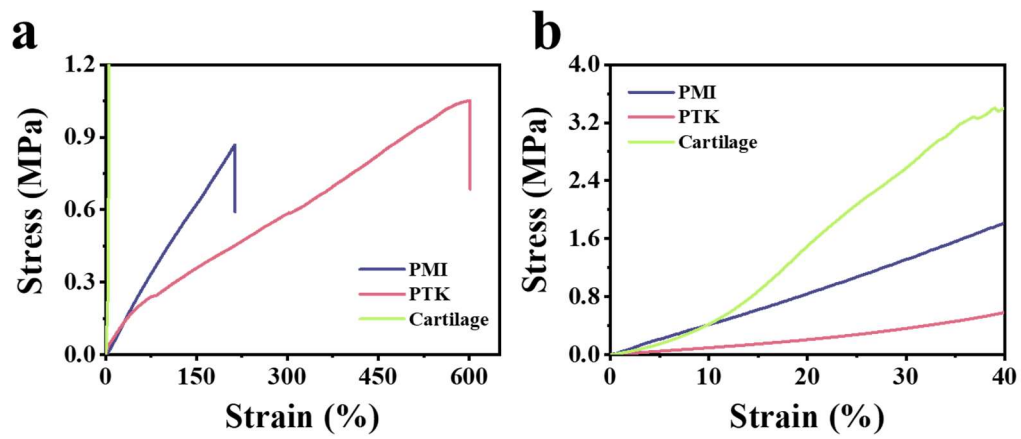 a
Stress (MPa)
1.2
0.9
0.6
0.3
0.0
PMI
PTK
Cartilage
0 150 300 450 600
Strain (%)
b
Stress (MPa)
4.0
3.2
2.4
1.6
0.8
0.0
PMI
PTK
Cartilage
0 10 20 30 40
Strain (%)